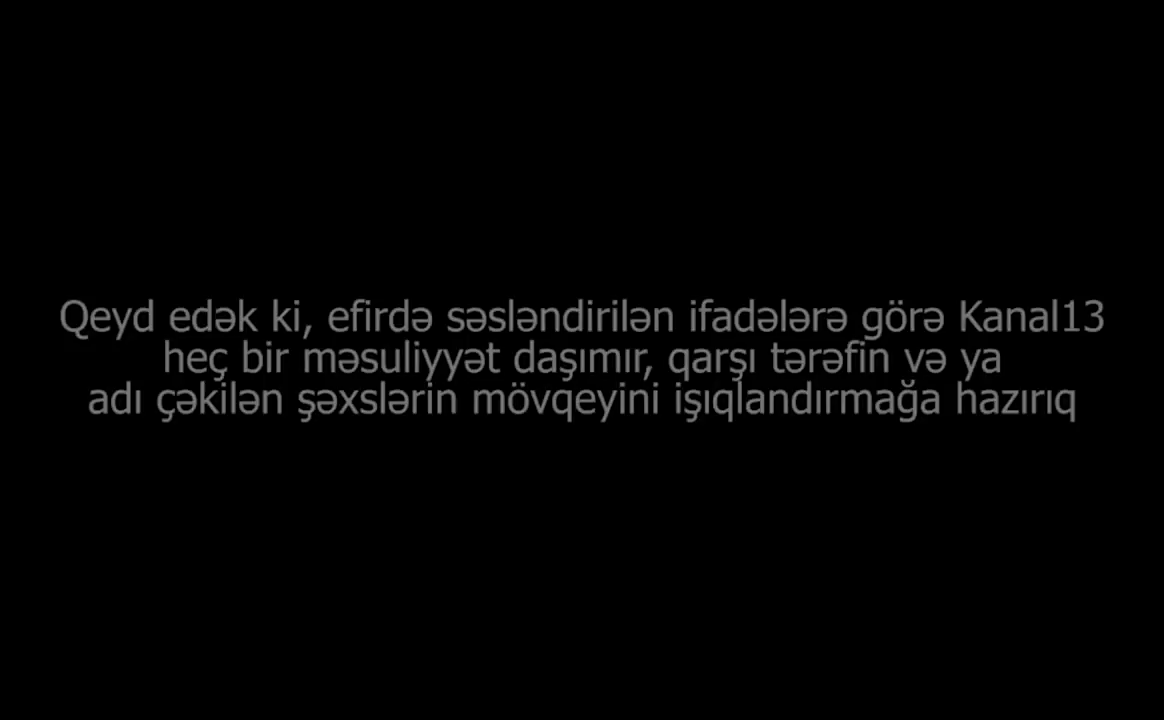 Qeyd edək ki, efirdə səsləndirilən ifadələrə görə Kanal13
heç bir məsuliyyət daşımır, qarşı tərəfin və ya
adı çəkilən şəxslərin mövqeyini işıqlandırmağa hazırıq